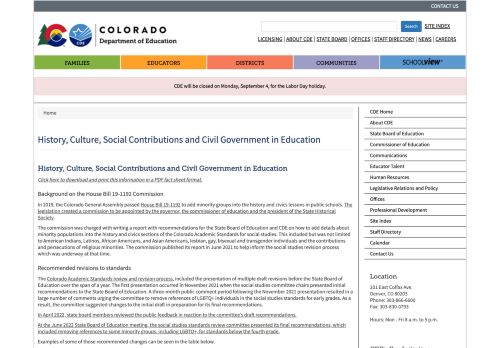 CONTACT US
COLORADO
Department of Education
CDE
Search
SITE INDEX
LICENSING | ABOUT CDE | STATE BOARD | OFFICES | STAFF DIRECTORY | NEWS | CAREERS
FAMILIES
EDUCATORS
DISTRICTS
COMMUNITIES
SCHOOLVIEW
CDE will be closed on Monday, September 4, for the Labor Day holiday.
Home
History, Culture, Social Contributions and Civil Government in Education
History, Culture, Social Contributions and Civil Government in Education
Click here to download and print this information in a PDF fact sheet format.
Background on the House Bill 19-1192 Commission
In 2019, the Colorado General Assembly passed House Bill 19-1192 to add minority groups into the history and civics lessons in public schools. The
legislation created a commission to be appointed by the governor, the commissioner of education and the president of the State Historical
Society.
The commission was charged with writing a report with recommendations for the State Board of Education and CDE on how to add details about
minority populations into the history and civics sections of the Colorado Academic Standards for social studies. This included but was not limited
to American Indians, Latinos, African Americans, and Asian Americans, lesbian, gay, bisexual and transgender individuals and the contributions
and persecutions of religious minorities. The commission published its report in June 2021 to help inform the social studies revision process
which was underway at that time.
Recommended revisions to standards
The Colorado Academic Standards review and revision process, included the presentation of multiple draft revisions before the State Board of
Education over the span of a year. The first presentation occurred in November 2021 when the social studies committee chairs presented initial
recommendations to the State Board of Education. A three-month public comment period following the November 2021 presentation resulted in a
large number of comments urging the committee to remove references of LGBTQ+ individuals in the social studies standards for early grades. As a
result, the committee suggested changes to the initial draft in preparation for its final recommendations.
In April 2022, state board members reviewed the public feedback in reaction to the committee's draft recommendations.
At the June 2022 State Board of Education meeting, the social studies standards review committee presented its final recommendations, which
included removing references to some minority groups, including LGBTQ+, for standards below the fourth grade.
Examples of some of those recommended changes can be seen in the table below.
CDE Home
About CDE
State Board of Education
Commissioner of Education
Communications
Educator Talent
Human Resources
Legislative Relations and Policy
Offices
Professional Development
Site Index
Staff Directory
Calendar
Contact Us
Location
201 East Colfax Ave.
Denver, CO 80203
Phone: 303-866-6600
Fax: 303-830-0793
Hours: Mon - Fri 8 a.m. to 5 p.m.